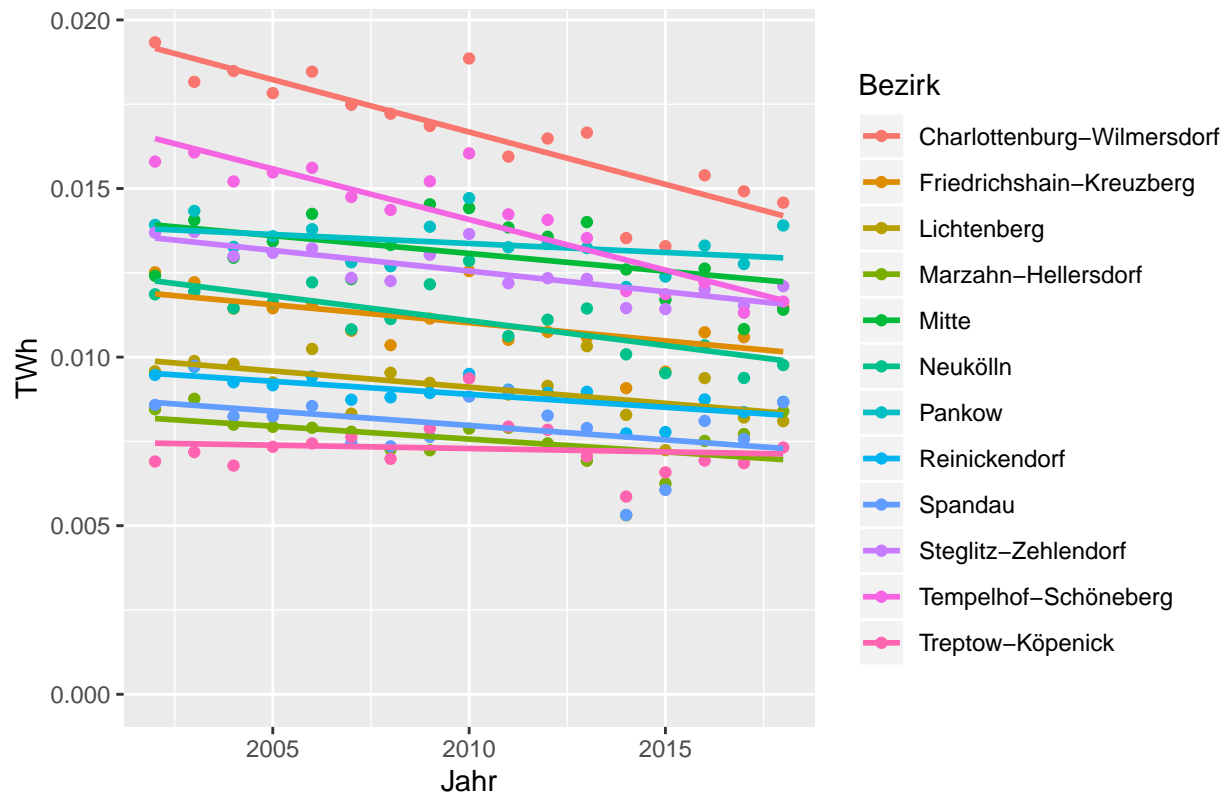 0.020
0.015
0.010
0.005
0.000
TWh
2005 2010 2015
Jahr
Bezirk
Charlottenburg−Wilmersdorf
Friedrichshain−Kreuzberg
Lichtenberg
Marzahn−Hellersdorf
Mitte
Neukölln
Pankow
Reinickendorf
Spandau
Steglitz−Zehlendorf
Tempelhof−Schöneberg
Treptow−Köpenick